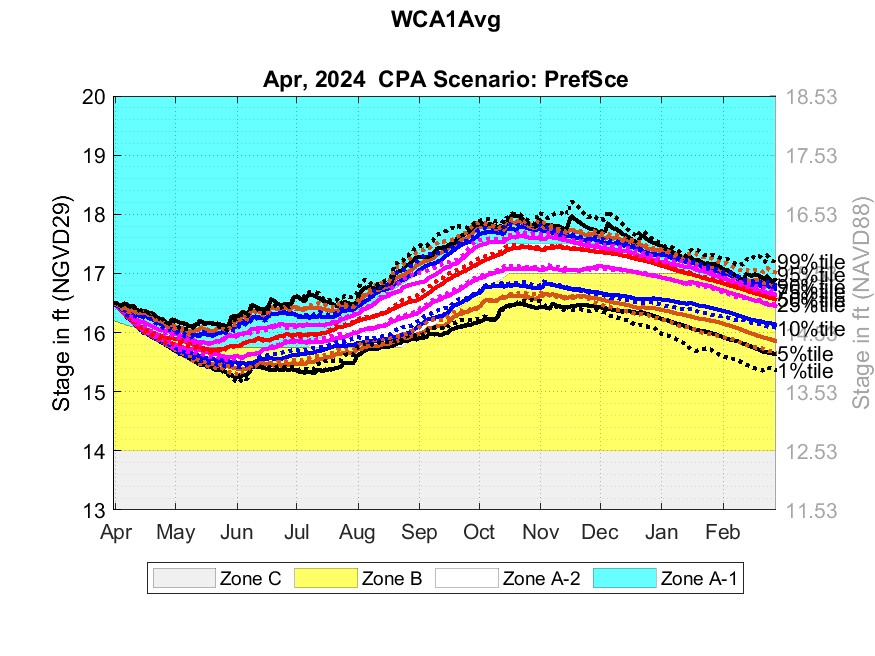 WCA1Avg
Apr, 2024 CPA Scenario: PrefSce
Stage in ft (NGVD29)
20
19
18
17
16
15
14
13
18.53
17.53
16.53
13.53
12.53
11.53
Stage in ft (NAVD88)
99%tile
95%tile
25%tile
10%tile
5%tile
1%tile
Apr May Jun Jul Aug Sep Oct Nov Dec Jan Feb
Zone C Zone B Zone A-2 Zone A-1